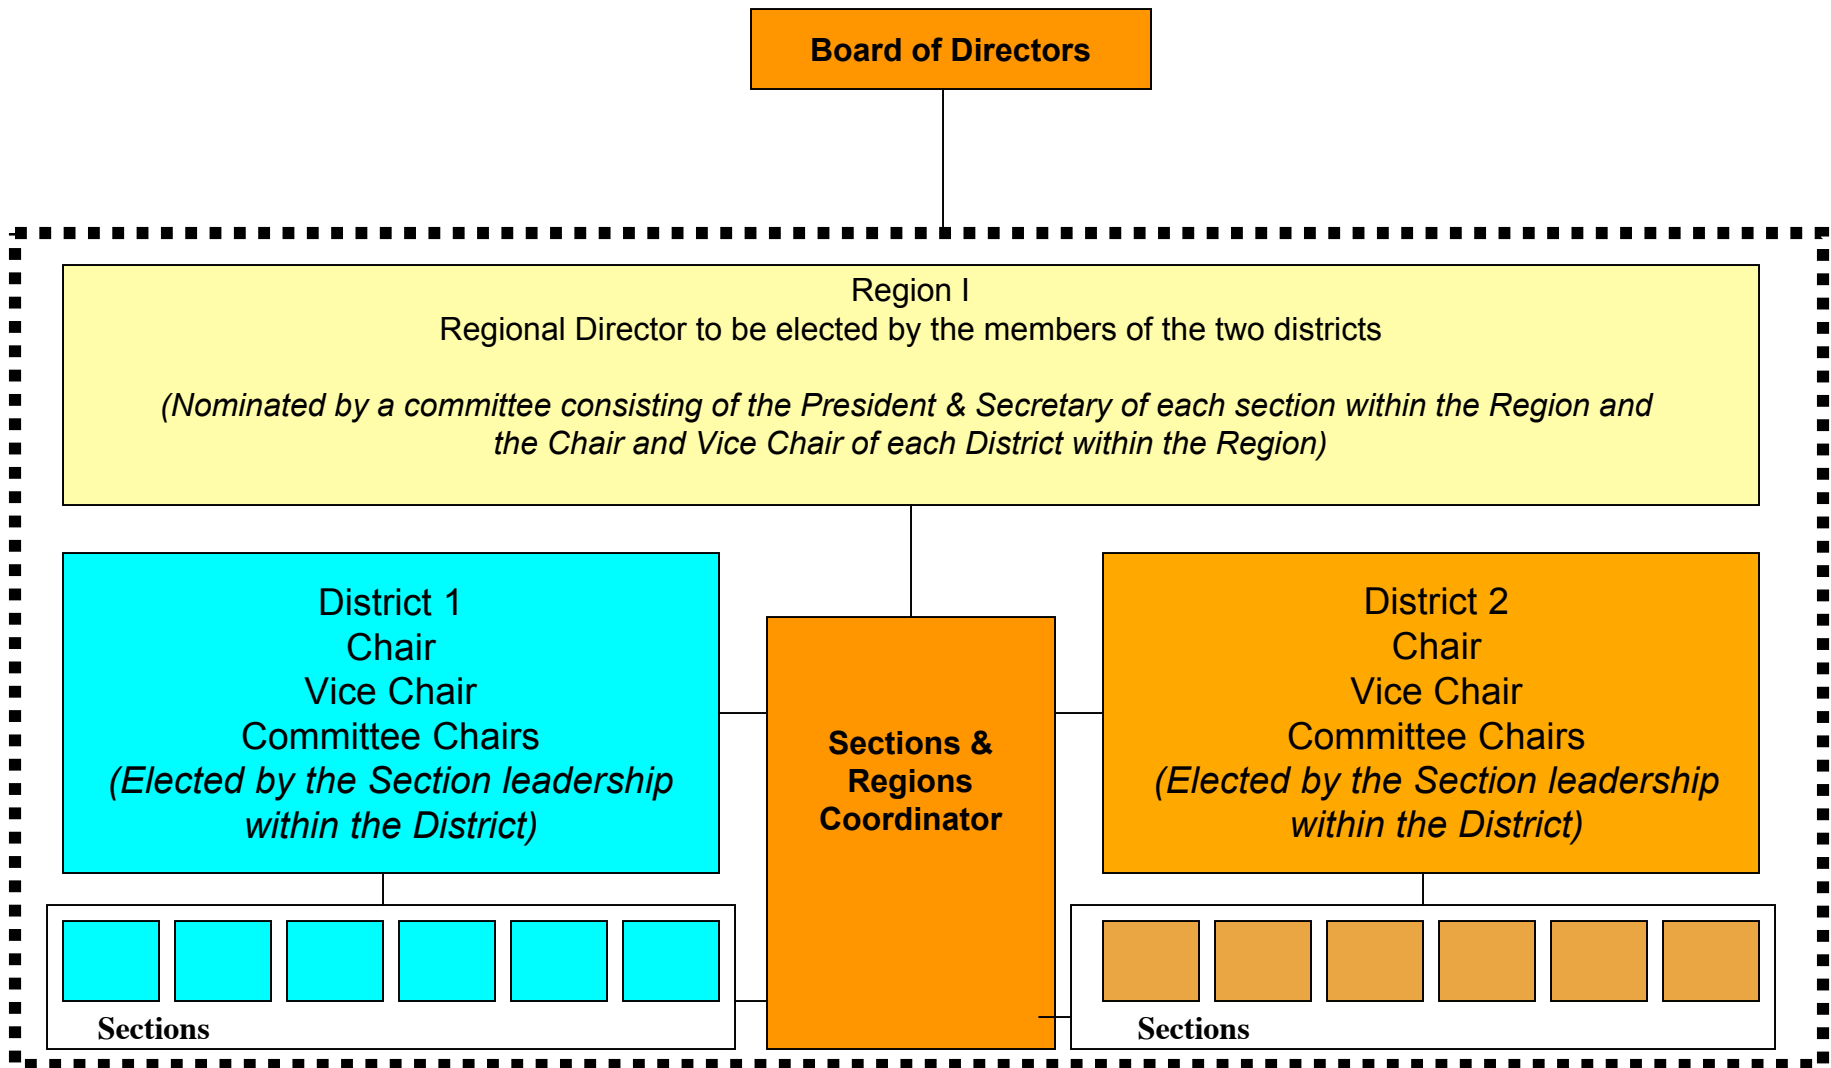 Board of Directors
Region I
Regional Director to be elected by the members of the two districts
(Nominated by a committee consisting of the President & Secretary of each section within the Region and
the Chair and Vice Chair of each District within the Region)
District 1
Chair
Vice Chair
Committee Chairs
(Elected by the Section leadership
within the District)
Sections &
Regions
Coordinator
District 2
Chair
Vice Chair
Committee Chairs
(Elected by the Section leadership
within the District)
Sections
Sections